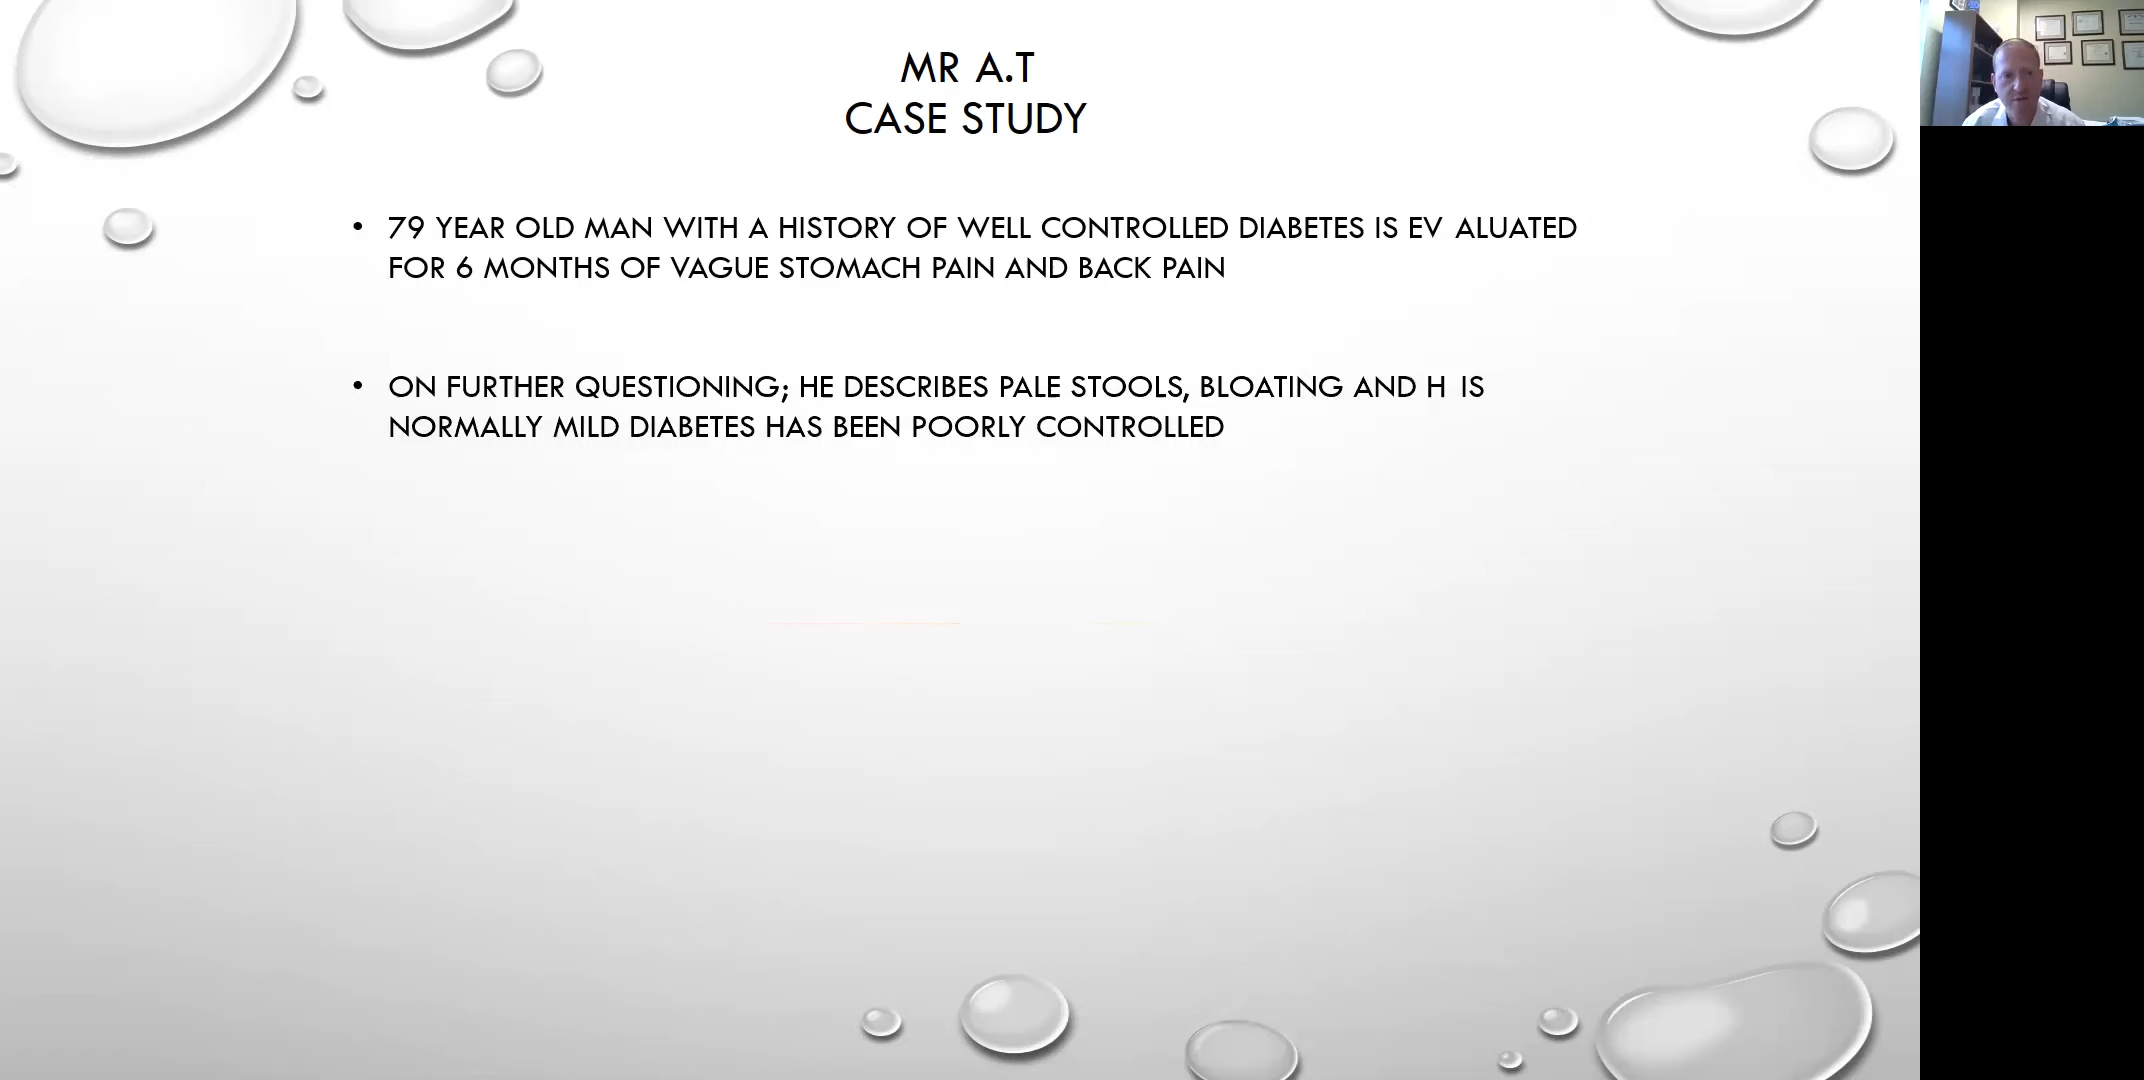 MR A.T
CASE STUDY
• 79 YEAR OLD MAN WITH A HISTORY OF WELL CONTROLLED DIABETES IS EV ALUATED
FOR 6 MONTHS OF VAGUE STOMACH PAIN AND BACK PAIN
• ON FURTHER QUESTIONING; HE DESCRIBES PALE STOOLS, BLOATING AND H IS
NORMALLY MILD DIABETES HAS BEEN POORLY CONTROLLED